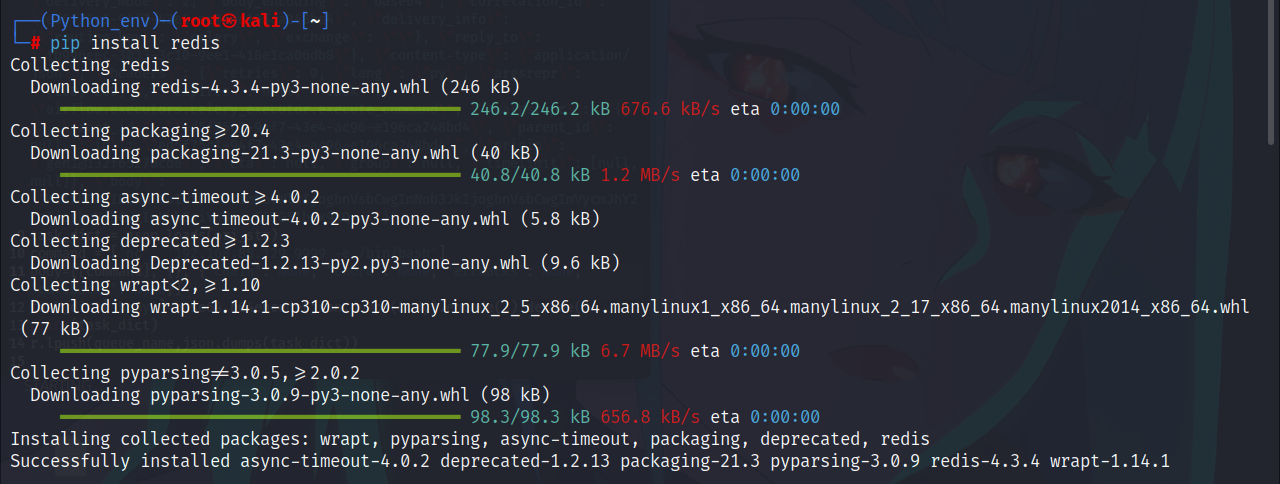 ┌──(Python_env)─(root㉿kali)-[~]
└─# pip install redis
Collecting redis
  Downloading redis-4.3.4-py3-none-any.whl (246 kB)
     ━━━━━━━━━━━━━━━━━━━━━━━━━━━━━━━━━━━━━━━━ 246.2/246.2 kB 676.6 kB/s eta 0:00:00
Collecting packaging>=20.4
  Downloading packaging-21.3-py3-none-any.whl (40 kB)
     ━━━━━━━━━━━━━━━━━━━━━━━━━━━━━━━━━━━━━━━━ 40.8/40.8 kB 1.2 MB/s eta 0:00:00
Collecting async-timeout>=4.0.2
  Downloading async_timeout-4.0.2-py3-none-any.whl (5.8 kB)
Collecting deprecated>=1.2.3
  Downloading Deprecated-1.2.13-py2.py3-none-any.whl (9.6 kB)
Collecting wrapt<2,>=1.10
  Downloading wrapt-1.14.1-cp310-cp310-manylinux_2_5_x86_64.manylinux1_x86_64.manylinux_2_17_x86_64.manylinux2014_x86_64.whl
 (77 kB)
     ━━━━━━━━━━━━━━━━━━━━━━━━━━━━━━━━━━━━━━━━ 77.9/77.9 kB 6.7 MB/s eta 0:00:00
Collecting pyparsing!=3.0.5,>=2.0.2
  Downloading pyparsing-3.0.9-py3-none-any.whl (98 kB)
     ━━━━━━━━━━━━━━━━━━━━━━━━━━━━━━━━━━━━━━━━ 98.3/98.3 kB 656.8 kB/s eta 0:00:00
Installing collected packages: wrapt, pyparsing, async-timeout, packaging, deprecated, redis
Successfully installed async-timeout-4.0.2 deprecated-1.2.13 packaging-21.3 pyparsing-3.0.9 redis-4.3.4 wrapt-1.14.1